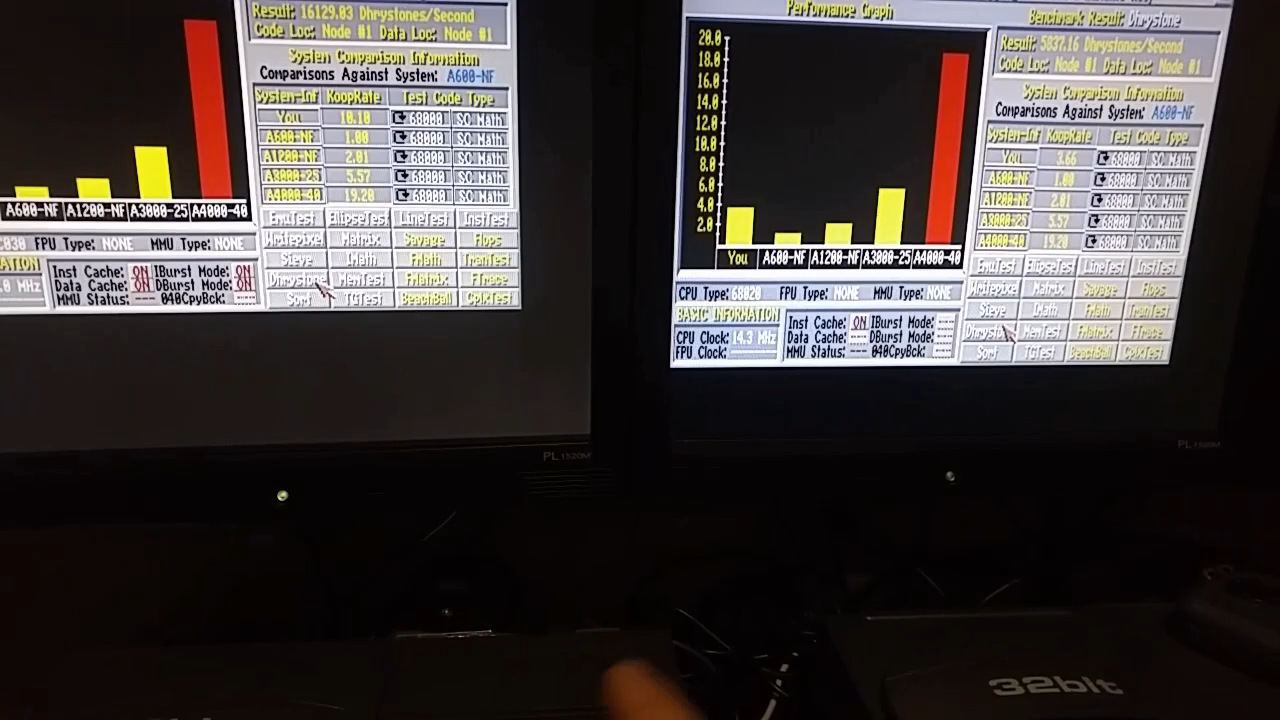 Result: 16129.03 Dhrystones/Second
Code Loc: Node #1 Data Loc: Node #1
System Comparison Information
Comparisons Against System: A600-NF
System-Inf KoopRate Test Code Type
You 10.10 68000 SC Math
A600-NF 1.00 68000 SC Math
A1200-NF 2.01 68000 SC Math
A3000-25 5.57 68000 SC Math
A4000-40 19.20 68000 SC Math
A600-NF A1200-NF A3000-25 A4000-40
EmuTest EllipseTest LineTest InstTest
Writepixel Matrix Savage Flops
Sieve IMath FMath TranTest
Dhrystone MemTest FMatrix FTrace
Sort TGTest BeachBall CplxTest
030 FPU Type: NONE MMU Type: NONE
.0 MHz
Inst Cache: ON IBurst Mode: ON
Data Cache: ON DBurst Mode: ON
MMU Status: --- 040CpyBck: ---
PL1520M
Performance Graph
20.0
18.0
16.0
14.0
12.0
10.0
8.0
6.0
4.0
2.0
You A600-NF A1200-NF A3000-25 A4000-40
CPU Type: 68020 FPU Type: NONE MMU Type: NONE
BASIC INFORMATION
CPU Clock: 14.3 MHz
FPU Clock:
Inst Cache: ON IBurst Mode: ---
Data Cache: --- DBurst Mode: ---
MMU Status: --- 040CpyBck: ---
Benchmark Result: Dhrystone
Result: 5837.16 Dhrystones/Second
Code Loc: Node #1 Data Loc: Node #1
System Comparison Information
Comparisons Against System: A600-NF
System-Inf KoopRate Test Code Type
You 3.66 68000 SC Math
A600-NF 1.00 68000 SC Math
A1200-NF 2.01 68000 SC Math
A3000-25 5.57 68000 SC Math
A4000-40 19.20 68000 SC Math
EmuTest EllipseTest LineTest InstTest
Writepixel Matrix Savage Flops
Sieve IMath FMath TranTest
Dhrystone MemTest FMatrix FTrace
Sort TGTest BeachBall CplxTest
PL1520M
32bit